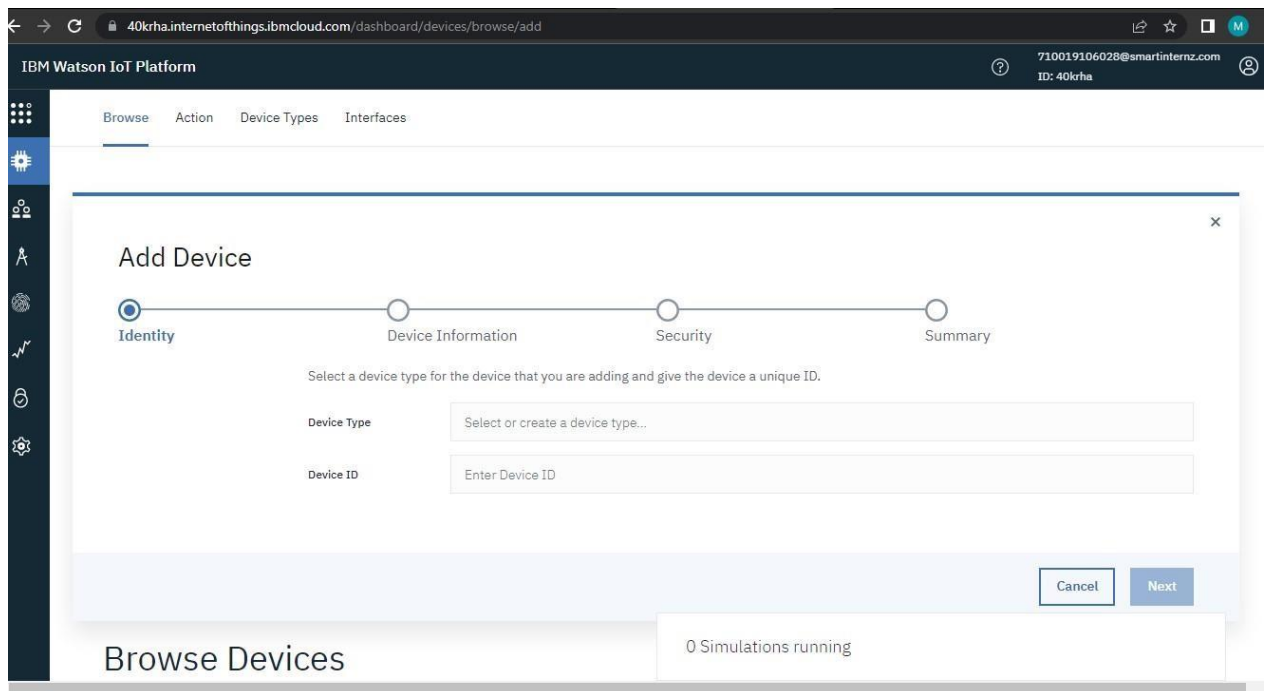 40krha.internetofthings.ibmcloud.com/dashboard/devices/browse/add
M
IBM Watson IoT Platform
710019106028@smartinternz.com
ID: 40krha
Browse Action Device Types Interfaces
Add Device
Identity Device Information Security Summary
Select a device type for the device that you are adding and give the device a unique ID.
Device Type Select or create a device type...
Device ID Enter Device ID
Cancel Next
0 Simulations running
Browse Devices